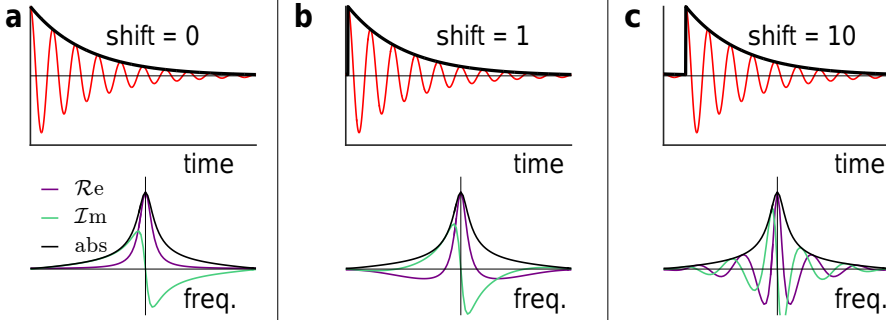 a
shift = 0
time
ℛe
ℐm
abs
freq.
b
shift = 1
time
freq.
c
shift = 10
time
freq.